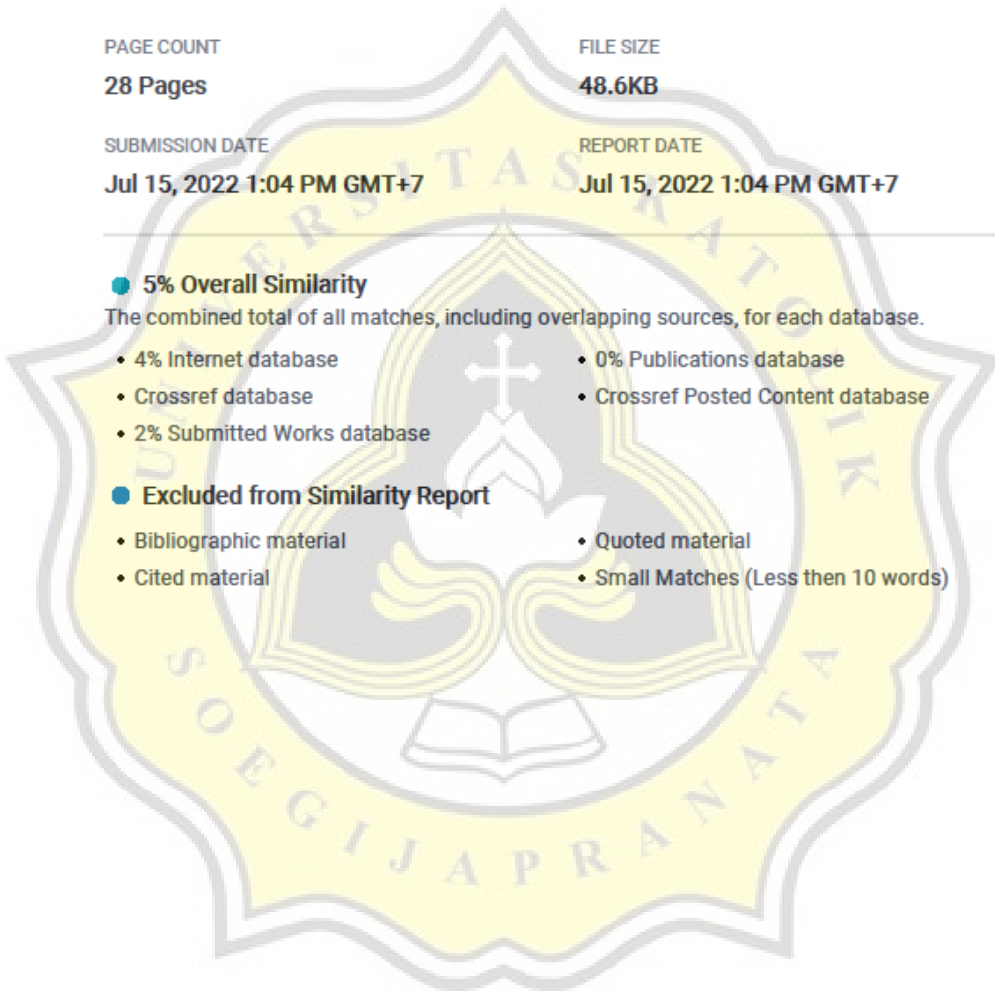 PAGE COUNT
28 Pages
FILE SIZE
48.6KB
SUBMISSION DATE
Jul 15, 2022 1:04 PM GMT+7
REPORT DATE
Jul 15, 2022 1:04 PM GMT+7
5% Overall Similarity
The combined total of all matches, including overlapping sources, for each database.
• 4% Internet database
• 0% Publications database
• Crossref database
• Crossref Posted Content database
• 2% Submitted Works database
Excluded from Similarity Report
• Bibliographic material
• Quoted material
• Cited material
• Small Matches (Less then 10 words)
UNIVERSITAS KATOLIK
SOEGIJAPRANATA